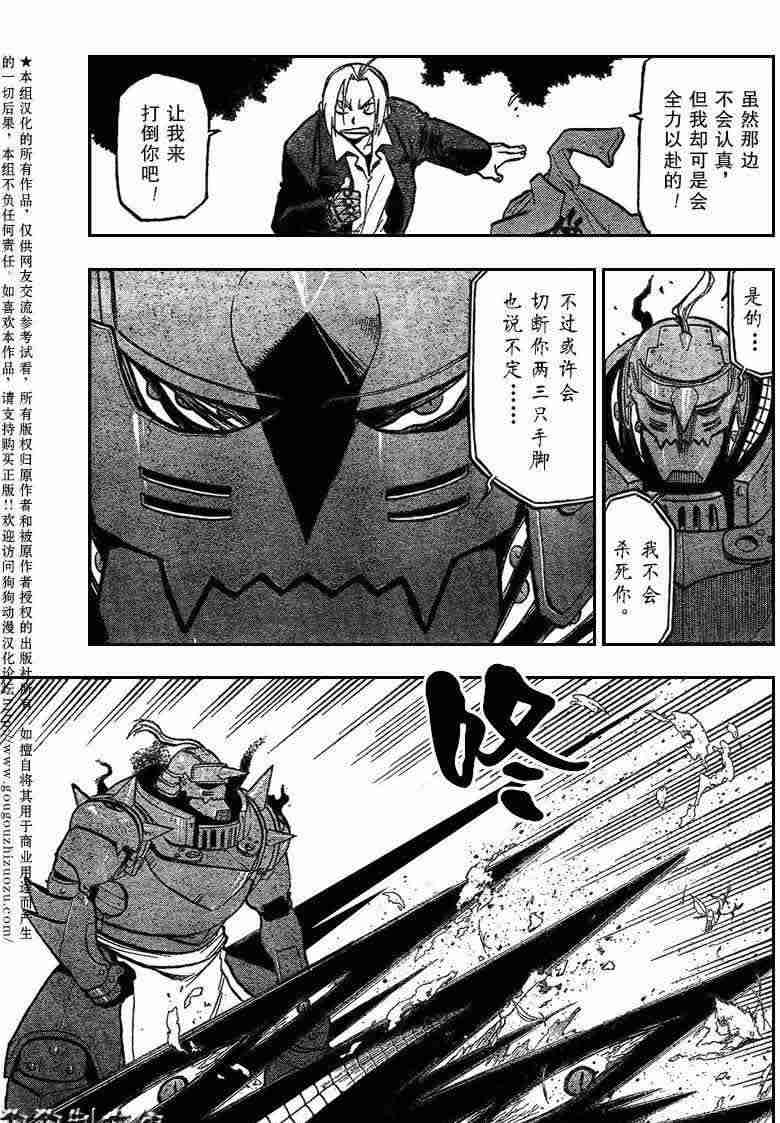 虽然那边
不会认真，
但我却可是会
全力以赴的！
让我来
打倒你吧！
是的…
我不会
杀死你。
不过或许会
切断你两三只手脚
也说不定……
咚
★本组汉化的所有作品，仅供网友交流参考试看，所有版权归原作者和被原作者授权的出版社所有，如擅自将其用于商业用途而产生
的一切后果，本组不负任何责任。如喜欢本作品，请支持购买正版!!欢迎访问狗狗动漫汉化论坛
www.gougouzhizuozu.com/